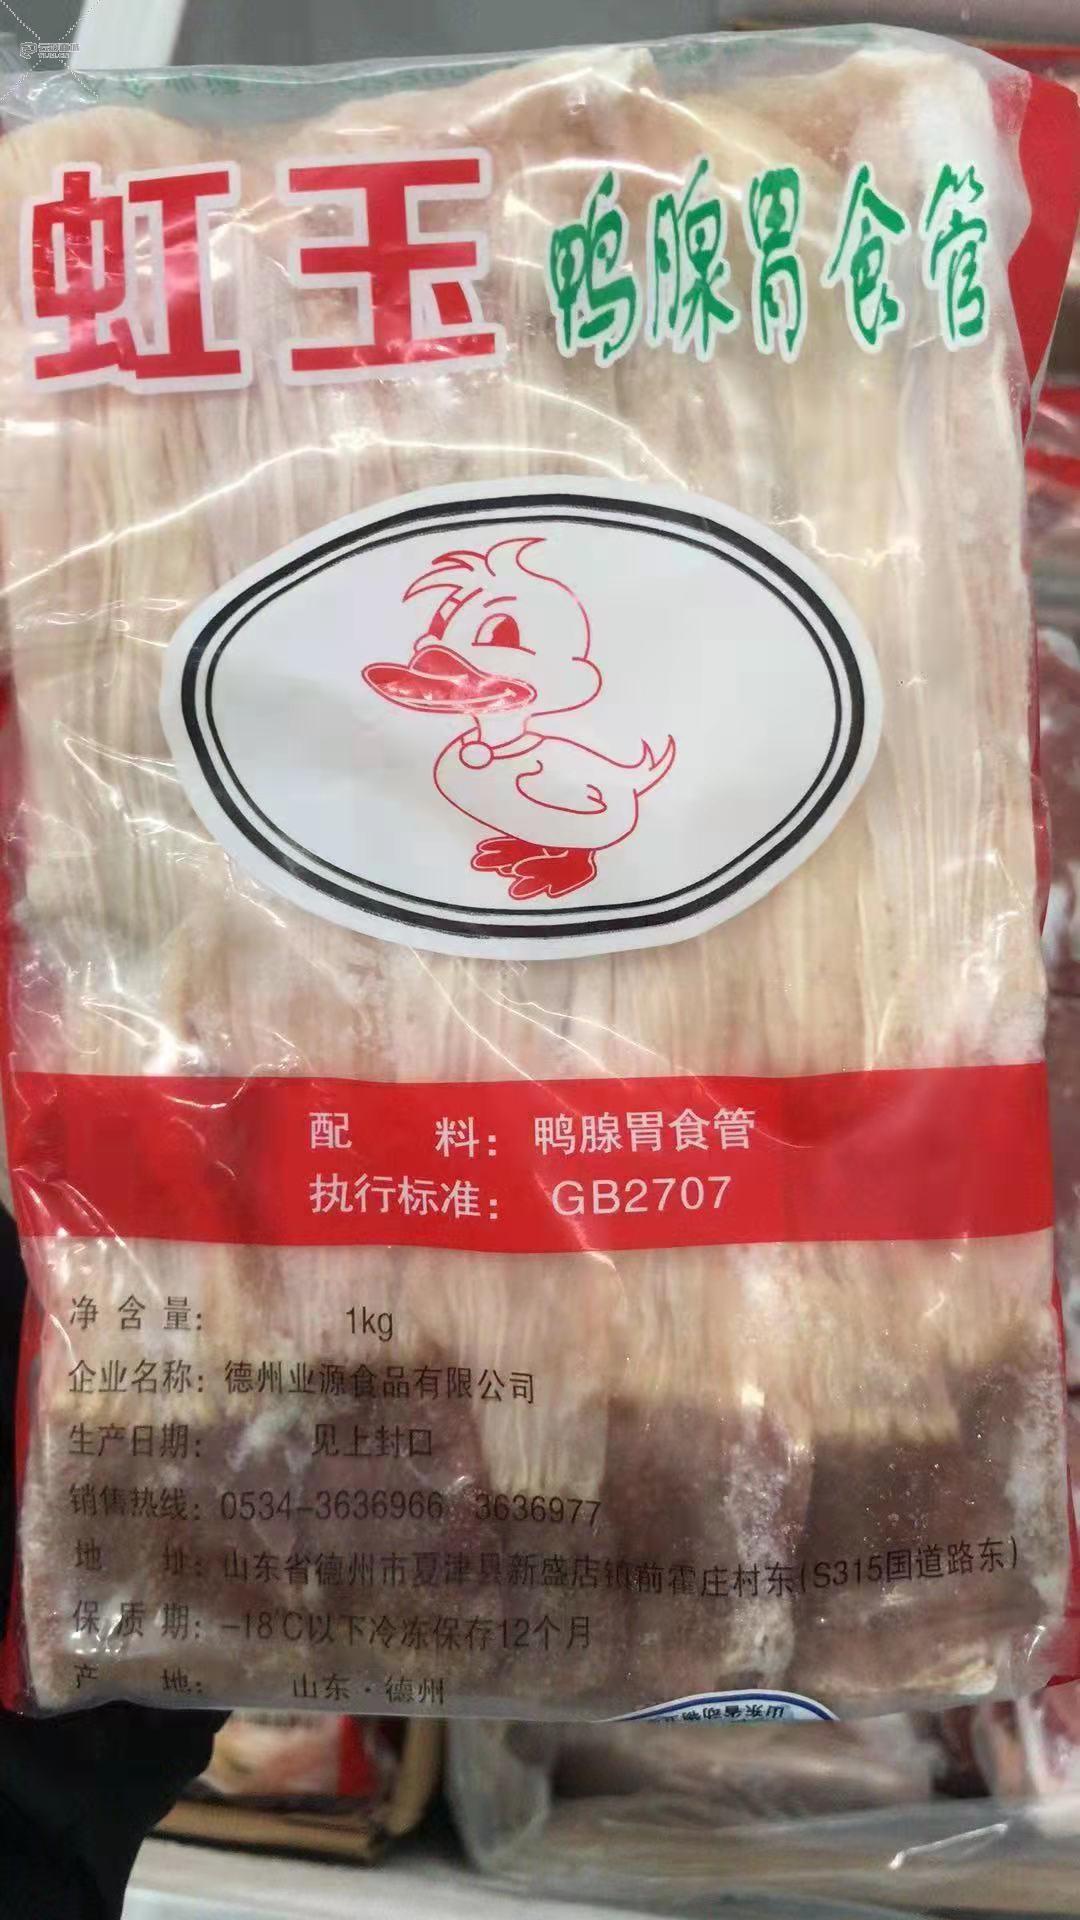 虹玉 鸭腺胃食管
配 料: 鸭腺胃食管
执行标准: GB2707
净含量: 1kg
企业名称: 德州业源食品有限公司
生产日期: 见上封口
销售热线: 0534-3636966 3636977
地 址: 山东省德州市夏津县新盛店镇前霍庄村东(S315国道路东)
保质期: -18℃以下冷冻保存12个月
产 地: 山东·德州
山东省动物